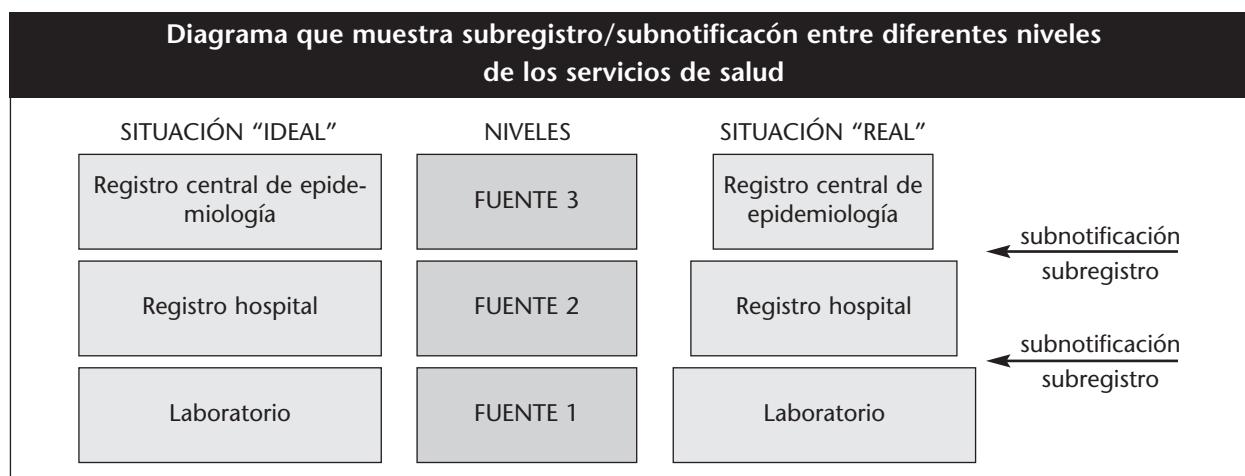 Diagrama que muestra subregistro/subnotificacón entre diferentes niveles
de los servicios de salud
SITUACIÓN “IDEAL”
NIVELES
SITUACIÓN “REAL”
Registro central de epide-
miología
FUENTE 3
Registro central de
epidemiología
subnotificación
subregistro
Registro hospital
FUENTE 2
Registro hospital
subnotificación
subregistro
Laboratorio
FUENTE 1
Laboratorio